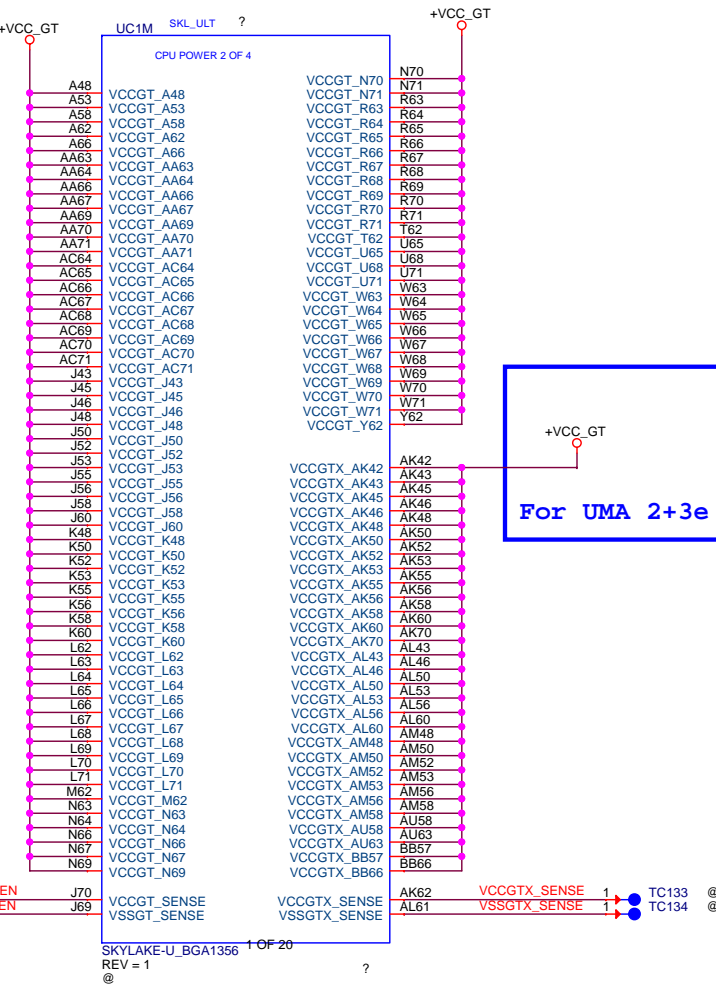 +VCC_GT
UC1M SKL_ULT ?
+VCC_GT
CPU POWER 2 OF 4
A48 VCCGT_A48
A53 VCCGT_A53
A58 VCCGT_A58
A62 VCCGT_A62
A66 VCCGT_A66
AA63 VCCGT_AA63
AA64 VCCGT_AA64
AA66 VCCGT_AA66
AA67 VCCGT_AA67
AA69 VCCGT_AA69
AA70 VCCGT_AA70
AA71 VCCGT_AA71
AC64 VCCGT_AC64
AC65 VCCGT_AC65
AC66 VCCGT_AC66
AC67 VCCGT_AC67
AC68 VCCGT_AC68
AC69 VCCGT_AC69
AC70 VCCGT_AC70
AC71 VCCGT_AC71
J43 VCCGT_J43
J45 VCCGT_J45
J46 VCCGT_J46
J48 VCCGT_J48
J50 VCCGT_J50
J52 VCCGT_J52
J53 VCCGT_J53
J55 VCCGT_J55
J56 VCCGT_J56
J58 VCCGT_J58
J60 VCCGT_J60
K48 VCCGT_K48
K50 VCCGT_K50
K52 VCCGT_K52
K53 VCCGT_K53
K55 VCCGT_K55
K56 VCCGT_K56
K58 VCCGT_K58
K60 VCCGT_K60
L62 VCCGT_L62
L63 VCCGT_L63
L64 VCCGT_L64
L65 VCCGT_L65
L66 VCCGT_L66
L67 VCCGT_L67
L68 VCCGT_L68
L69 VCCGT_L69
L70 VCCGT_L70
L71 VCCGT_L71
M62 VCCGT_M62
N63 VCCGT_N63
N64 VCCGT_N64
N66 VCCGT_N66
N67 VCCGT_N67
N69 VCCGT_N69
EN J70 VCCGT_SENSE
EN J69 VSSGT_SENSE
VCCGT_N70 N70
VCCGT_N71 N71
VCCGT_R63 R63
VCCGT_R64 R64
VCCGT_R65 R65
VCCGT_R66 R66
VCCGT_R67 R67
VCCGT_R68 R68
VCCGT_R69 R69
VCCGT_R70 R70
VCCGT_R71 R71
VCCGT_T62 T62
VCCGT_U65 U65
VCCGT_U68 U68
VCCGT_U71 U71
VCCGT_W63 W63
VCCGT_W64 W64
VCCGT_W65 W65
VCCGT_W66 W66
VCCGT_W67 W67
VCCGT_W68 W68
VCCGT_W69 W69
VCCGT_W70 W70
VCCGT_W71 W71
VCCGT_Y62 Y62
VCCGTX_AK42 AK42
VCCGTX_AK43 AK43
VCCGTX_AK45 AK45
VCCGTX_AK46 AK46
VCCGTX_AK48 AK48
VCCGTX_AK50 AK50
VCCGTX_AK52 AK52
VCCGTX_AK53 AK53
VCCGTX_AK55 AK55
VCCGTX_AK56 AK56
VCCGTX_AK58 AK58
VCCGTX_AK60 AK60
VCCGTX_AK70 AK70
VCCGTX_AL43 AL43
VCCGTX_AL46 AL46
VCCGTX_AL50 AL50
VCCGTX_AL53 AL53
VCCGTX_AL56 AL56
VCCGTX_AL60 AL60
VCCGTX_AM48 AM48
VCCGTX_AM50 AM50
VCCGTX_AM52 AM52
VCCGTX_AM53 AM53
VCCGTX_AM56 AM56
VCCGTX_AM58 AM58
VCCGTX_AU58 AU58
VCCGTX_AU63 AU63
VCCGTX_BB57 BB57
VCCGTX_BB66 BB66
VCCGTX_SENSE AK62 VCCGTX_SENSE 1 TC133 @
VSSGTX_SENSE AL61 VSSGTX_SENSE 1 TC134 @
+VCC_GT
For UMA 2+3e
SKYLAKE-U_BGA1356 1 OF 20
REV = 1 ?
@